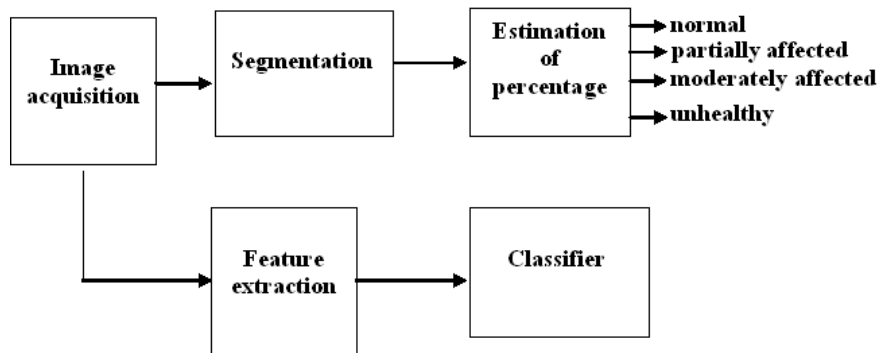 Image
acquisition
Segmentation
Estimation
of
percentage
normal
partially affected
moderately affected
unhealthy
Feature
extraction
Classifier